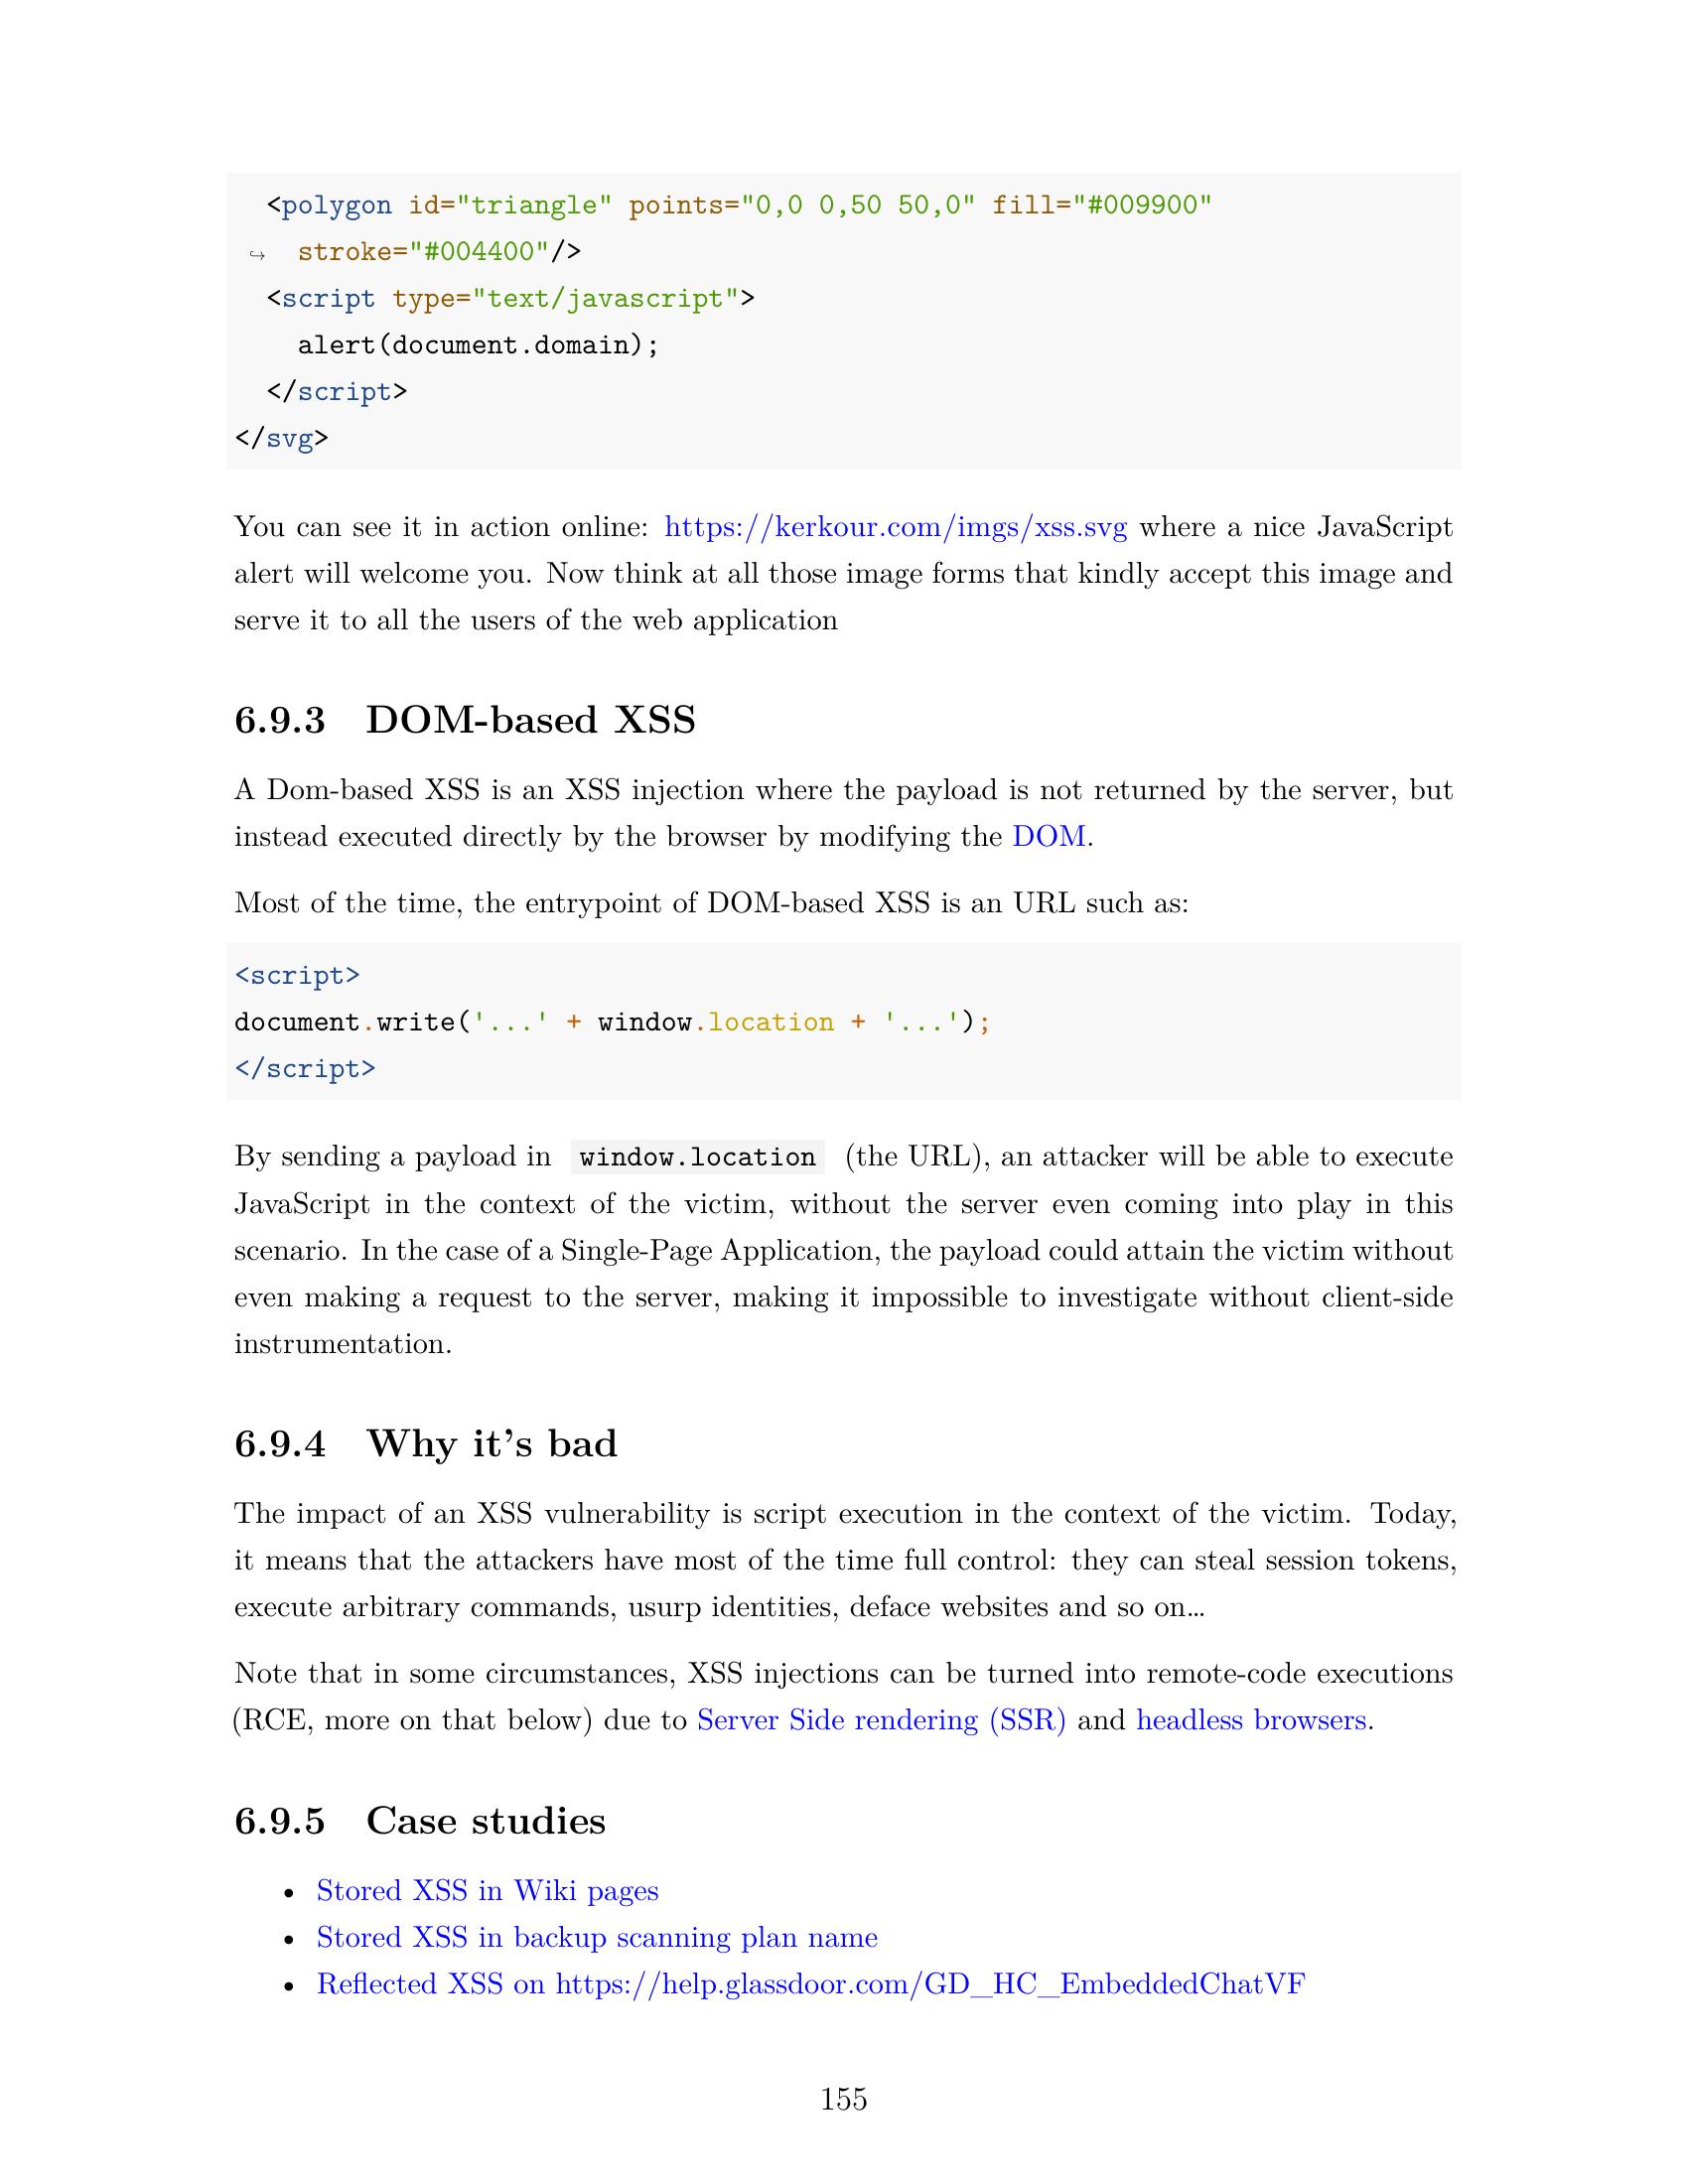 <polygon id="triangle" points="0,0 0,50 50,0" fill="#009900"
↪ stroke="#004400"/>
<script type="text/javascript">
alert(document.domain);
</script>
</svg>
You can see it in action online: https://kerkour.com/imgs/xss.svg where a nice JavaScript
alert will welcome you. Now think at all those image forms that kindly accept this image and
serve it to all the users of the web application
6.9.3 DOM-based XSS
A Dom-based XSS is an XSS injection where the payload is not returned by the server, but
instead executed directly by the browser by modifying the DOM.
Most of the time, the entrypoint of DOM-based XSS is an URL such as:
<script>
document.write('...' + window.location + '...');
</script>
By sending a payload in window.location (the URL), an attacker will be able to execute
JavaScript in the context of the victim, without the server even coming into play in this
scenario. In the case of a Single-Page Application, the payload could attain the victim without
even making a request to the server, making it impossible to investigate without client-side
instrumentation.
6.9.4 Why it's bad
The impact of an XSS vulnerability is script execution in the context of the victim. Today,
it means that the attackers have most of the time full control: they can steal session tokens,
execute arbitrary commands, usurp identities, deface websites and so on…
Note that in some circumstances, XSS injections can be turned into remote-code executions
(RCE, more on that below) due to Server Side rendering (SSR) and headless browsers.
6.9.5 Case studies
• Stored XSS in Wiki pages
• Stored XSS in backup scanning plan name
• Reflected XSS on https://help.glassdoor.com/GD_HC_EmbeddedChatVF
155